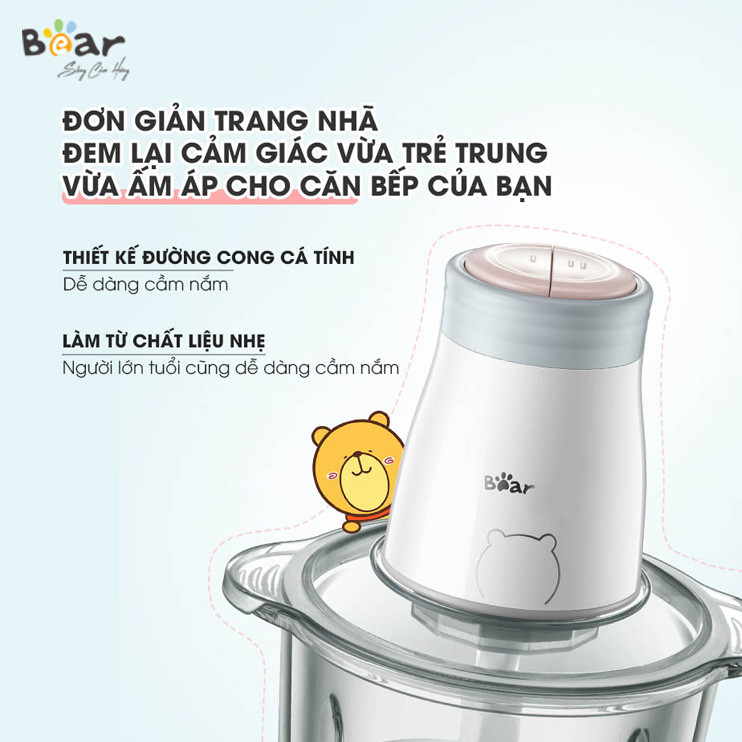 Bear
Sống Cảm Hứng
ĐƠN GIẢN TRANG NHÃ
ĐEM LẠI CẢM GIÁC VỪA TRẺ TRUNG
VỪA ẤM ÁP CHO CĂN BẾP CỦA BẠN
THIẾT KẾ ĐƯỜNG CONG CÁ TÍNH
Dễ dàng cầm nắm
LÀM TỪ CHẤT LIỆU NHẸ
Người lớn tuổi cũng dễ dàng cầm nắm
Bear